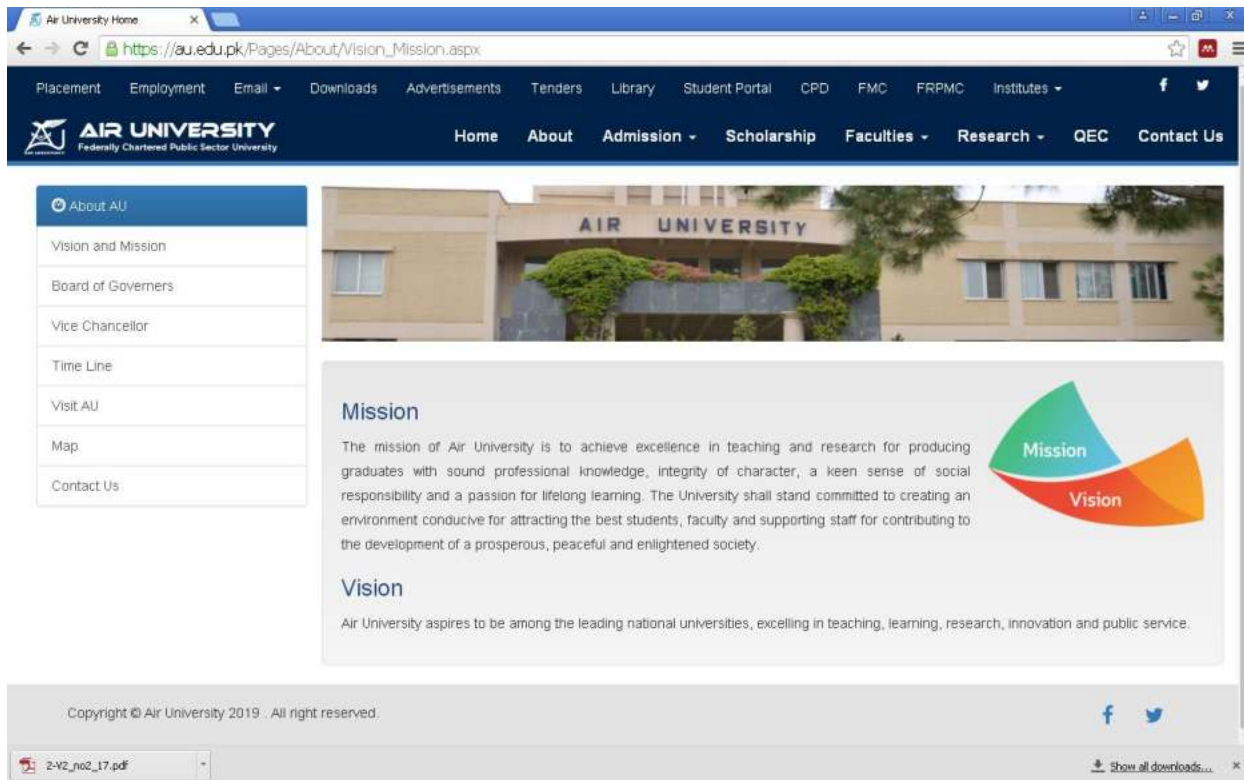 Air University Home
https://au.edu.pk/Pages/About/Vision_Mission.aspx
Placement Employment Email Downloads Advertisements Tenders Library Student Portal CPD FMC FRPMC Institutes
AIR UNIVERSITY
Federally Chartered Public Sector University
Home About Admission Scholarship Faculties Research QEC Contact Us
About AU
Vision and Mission
Board of Governers
Vice Chancellor
Time Line
Visit AU
Map
Contact Us
AIR UNIVERSITY
Mission
The mission of Air University is to achieve excellence in teaching and research for producing
graduates with sound professional knowledge, integrity of character, a keen sense of social
responsibility and a passion for lifelong learning. The University shall stand committed to creating an
environment conducive for attracting the best students, faculty and supporting staff for contributing to
the development of a prosperous, peaceful and enlightened society.
Mission
Vision
Vision
Air University aspires to be among the leading national universities, excelling in teaching, learning, research, innovation and public service.
Copyright © Air University 2019 . All right reserved.
2-V2_no2_17.pdf
Show all downloads...